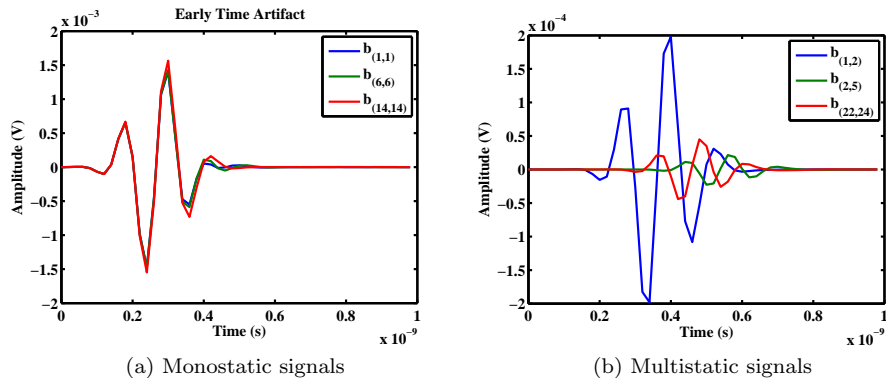 Early Time Artifact
x 10⁻³
2
1.5
1
0.5
0
−0.5
−1
−1.5
−2
Amplitude (V)
b(1,1)
b(6,6)
b(14,14)
0 0.2 0.4 0.6 0.8 1
Time (s)
x 10⁻⁹
(a) Monostatic signals
x 10⁻⁴
2
1.5
1
0.5
0
−0.5
−1
−1.5
−2
Amplitude (V)
b(1,2)
b(2,5)
b(22,24)
0 0.2 0.4 0.6 0.8 1
Time (s)
x 10⁻⁹
(b) Multistatic signals